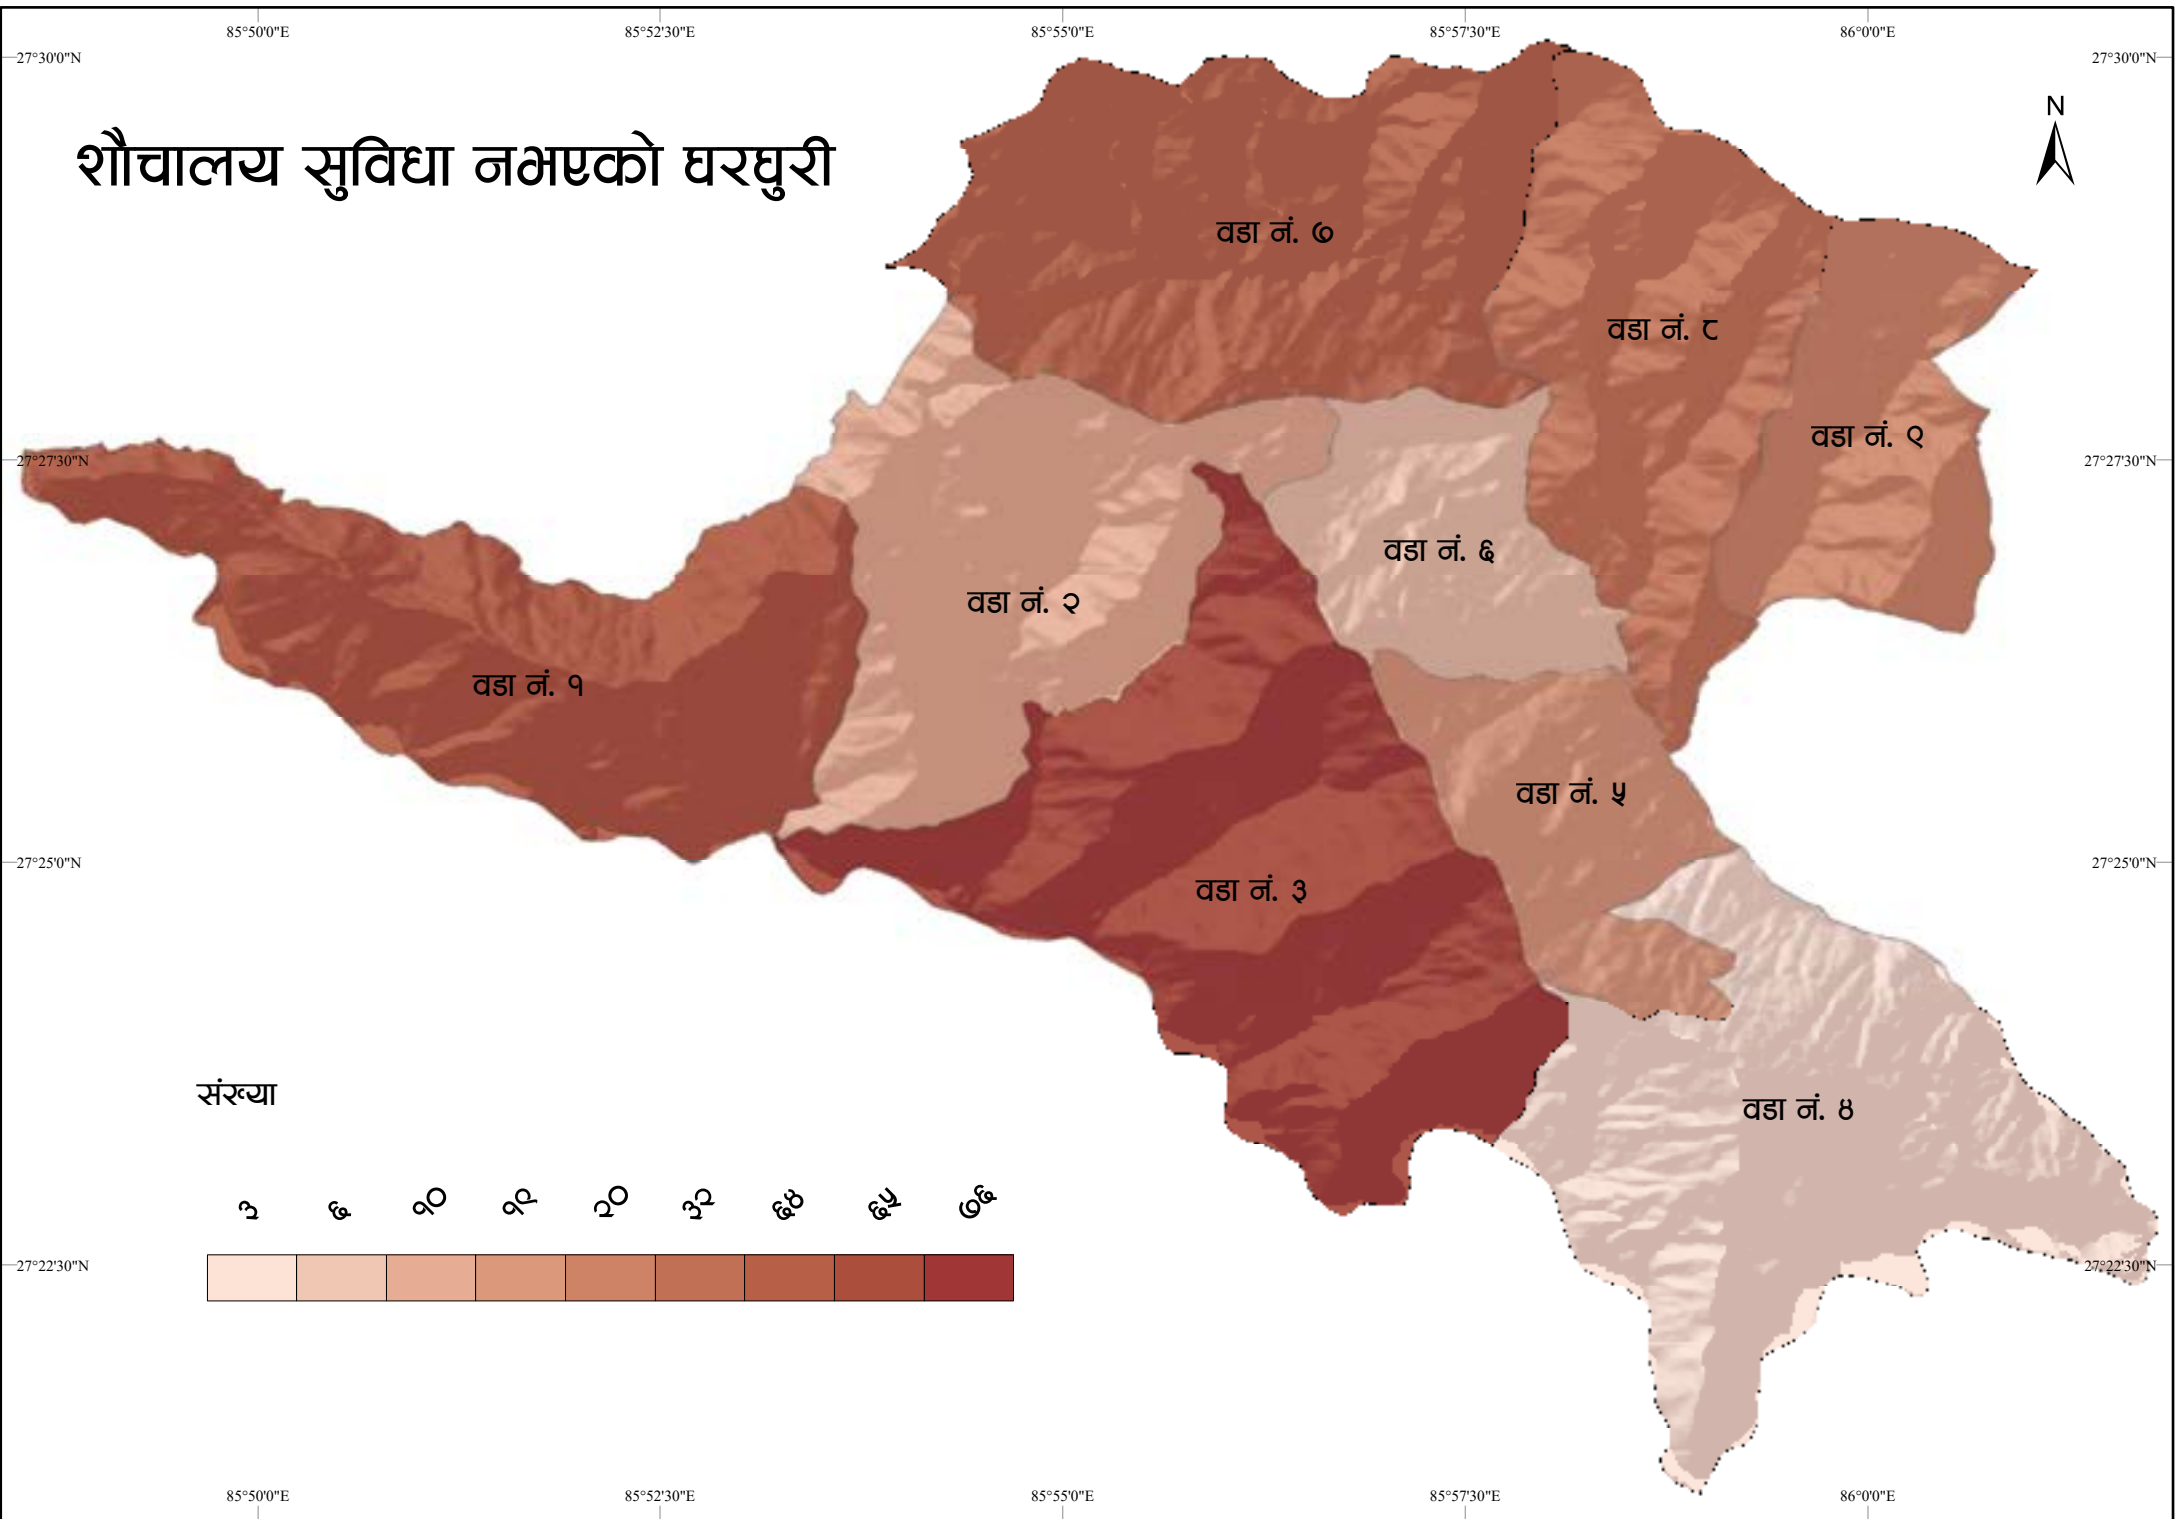 85°50'0"E 85°52'30"E 85°55'0"E 85°57'30"E 86°0'0"E
27°30'0"N 27°30'0"N
N
शौचालय सुविधा नभएको घरघुरी
वडा नं. ७
वडा नं. ८
वडा नं. ९
27°27'30"N 27°27'30"N
वडा नं. ६
वडा नं. २
वडा नं. १
वडा नं. ५
27°25'0"N 27°25'0"N
वडा नं. ३
संख्या
वडा नं. ४
३ ६ १० १९ २० ३२ ६४ ६५ ७६
27°22'30"N 27°22'30"N
85°50'0"E 85°52'30"E 85°55'0"E 85°57'30"E 86°0'0"E